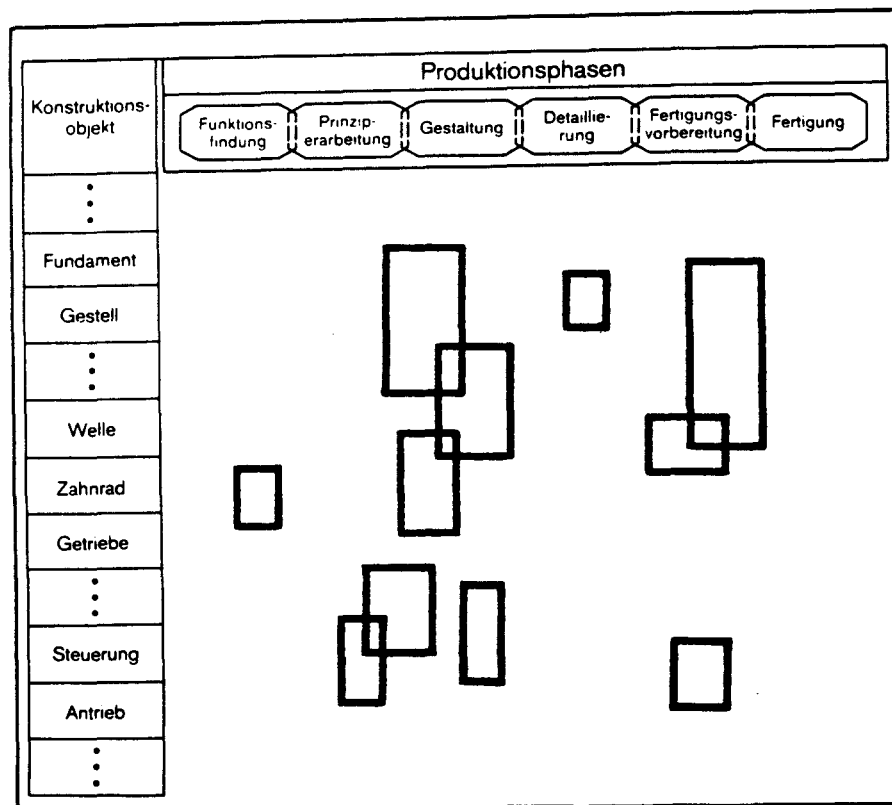 Konstruktions-
objekt
Produktionsphasen
Funktions-
findung
Prinzip-
erarbeitung
Gestaltung
Detaillie-
rung
Fertigungs-
vorbereitung
Fertigung
Fundament
Gestell
Welle
Zahnrad
Getriebe
Steuerung
Antrieb